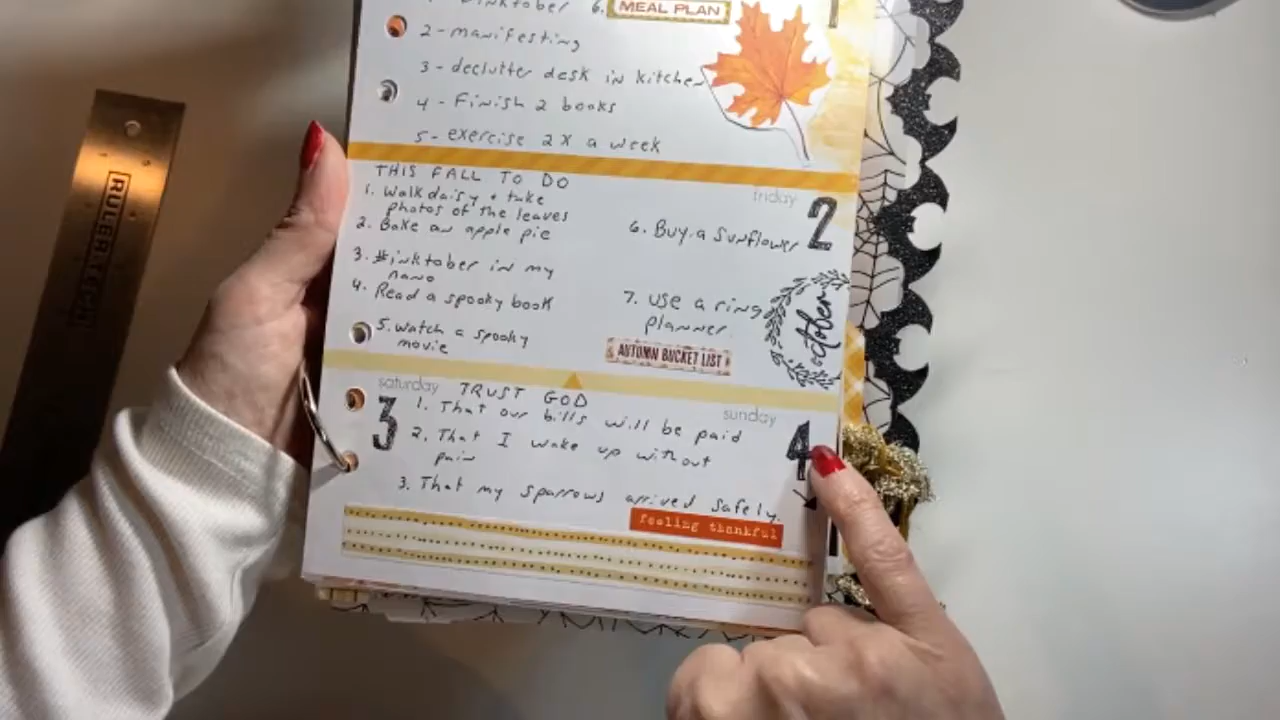 inktober 6. MEAL PLAN 1
2 - manifesting
3 - declutter desk in kitchen
4 - Finish 2 books
5 - exercise 2x a week
THIS FALL TO DO
friday 2
1. Walk daisy + take
photos of the leaves
2. Bake an apple pie
3. #inktober in my
nano
4. Read a spooky book
5. watch a spooky
movie
6. Buy a sunflower
7. use a ring
planner.
october
AUTUMN BUCKET LIST
saturday 3
sunday 4
TRUST GOD
1. That our bills will be paid
2. That I wake up without
pain
3. That my sparrows arrived safely.
feeling thankful
RULER TECH